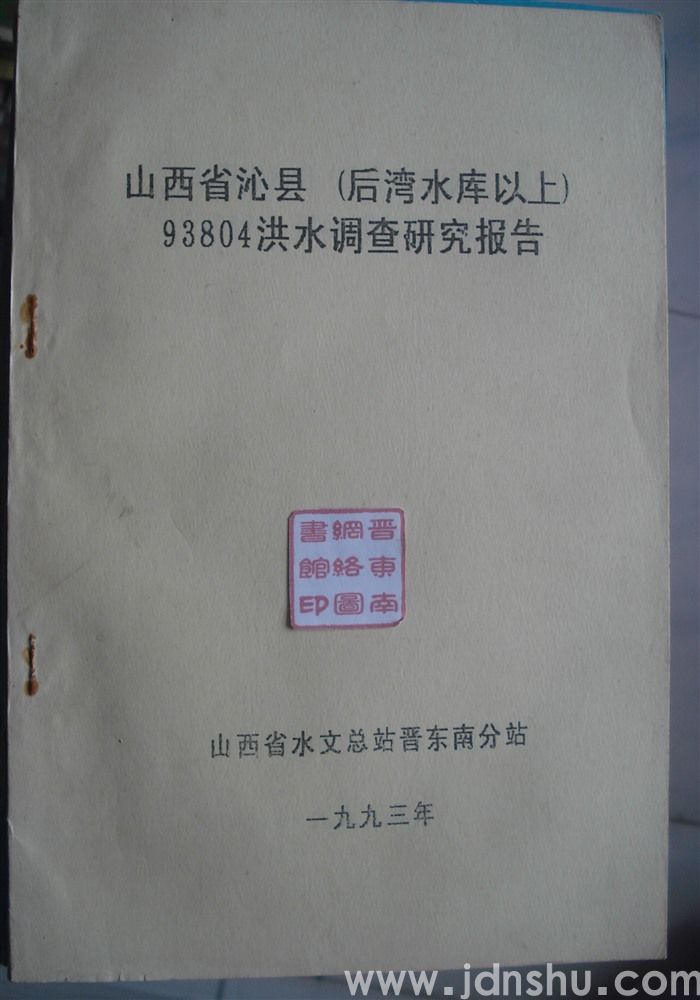 山西省沁县 (后湾水库以上)
93804洪水调查研究报告
晋东南
網絡圖
書館印
山西省水文总站晋东南分站
一九九三年
www.jdnshu.com